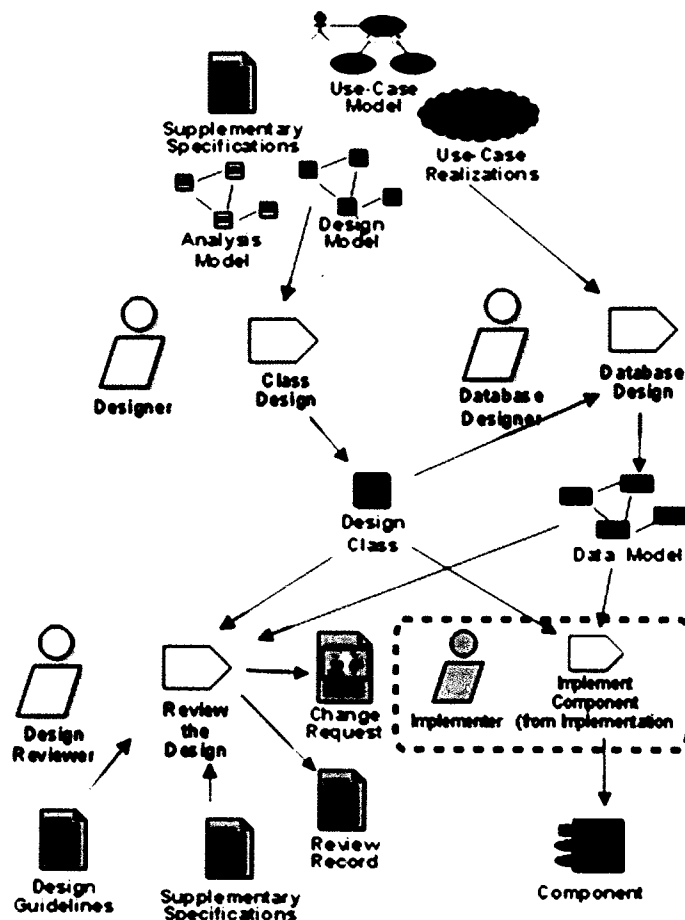 Use-Case
Model
Supplementary
Specifications
Use-Case
Realizations
Analysis
Model
Design
Model
Designer
Class
Design
Database
Designer
Database
Design
Design
Class
Data Model
Design
Reviewer
Review
the
Design
Change
Request
Implementer
Implement
Component
(from Implementation
Review
Record
Design
Guidelines
Supplementary
Specifications
Component